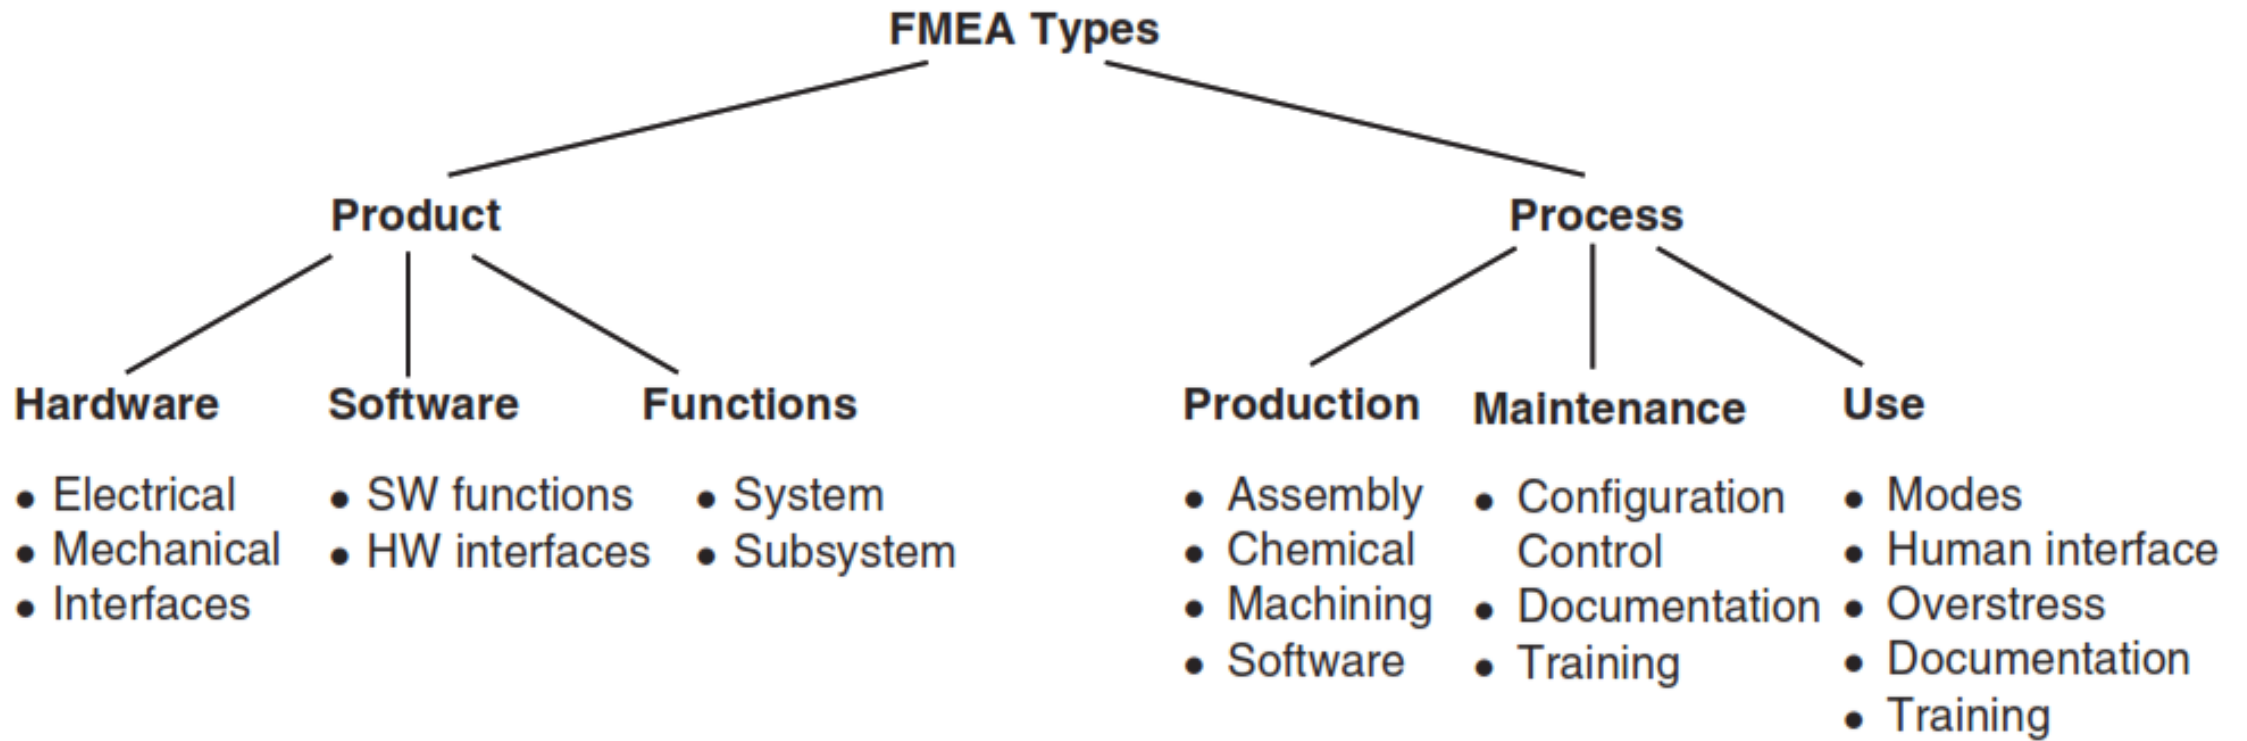 FMEA Types
Product
Process
Hardware
Software
Functions
Production
Maintenance
Use
• Electrical
• Mechanical
• Interfaces
• SW functions
• HW interfaces
• System
• Subsystem
• Assembly
• Chemical
• Machining
• Software
• Configuration
Control
• Documentation
• Training
• Modes
• Human interface
• Overstress
• Documentation
• Training